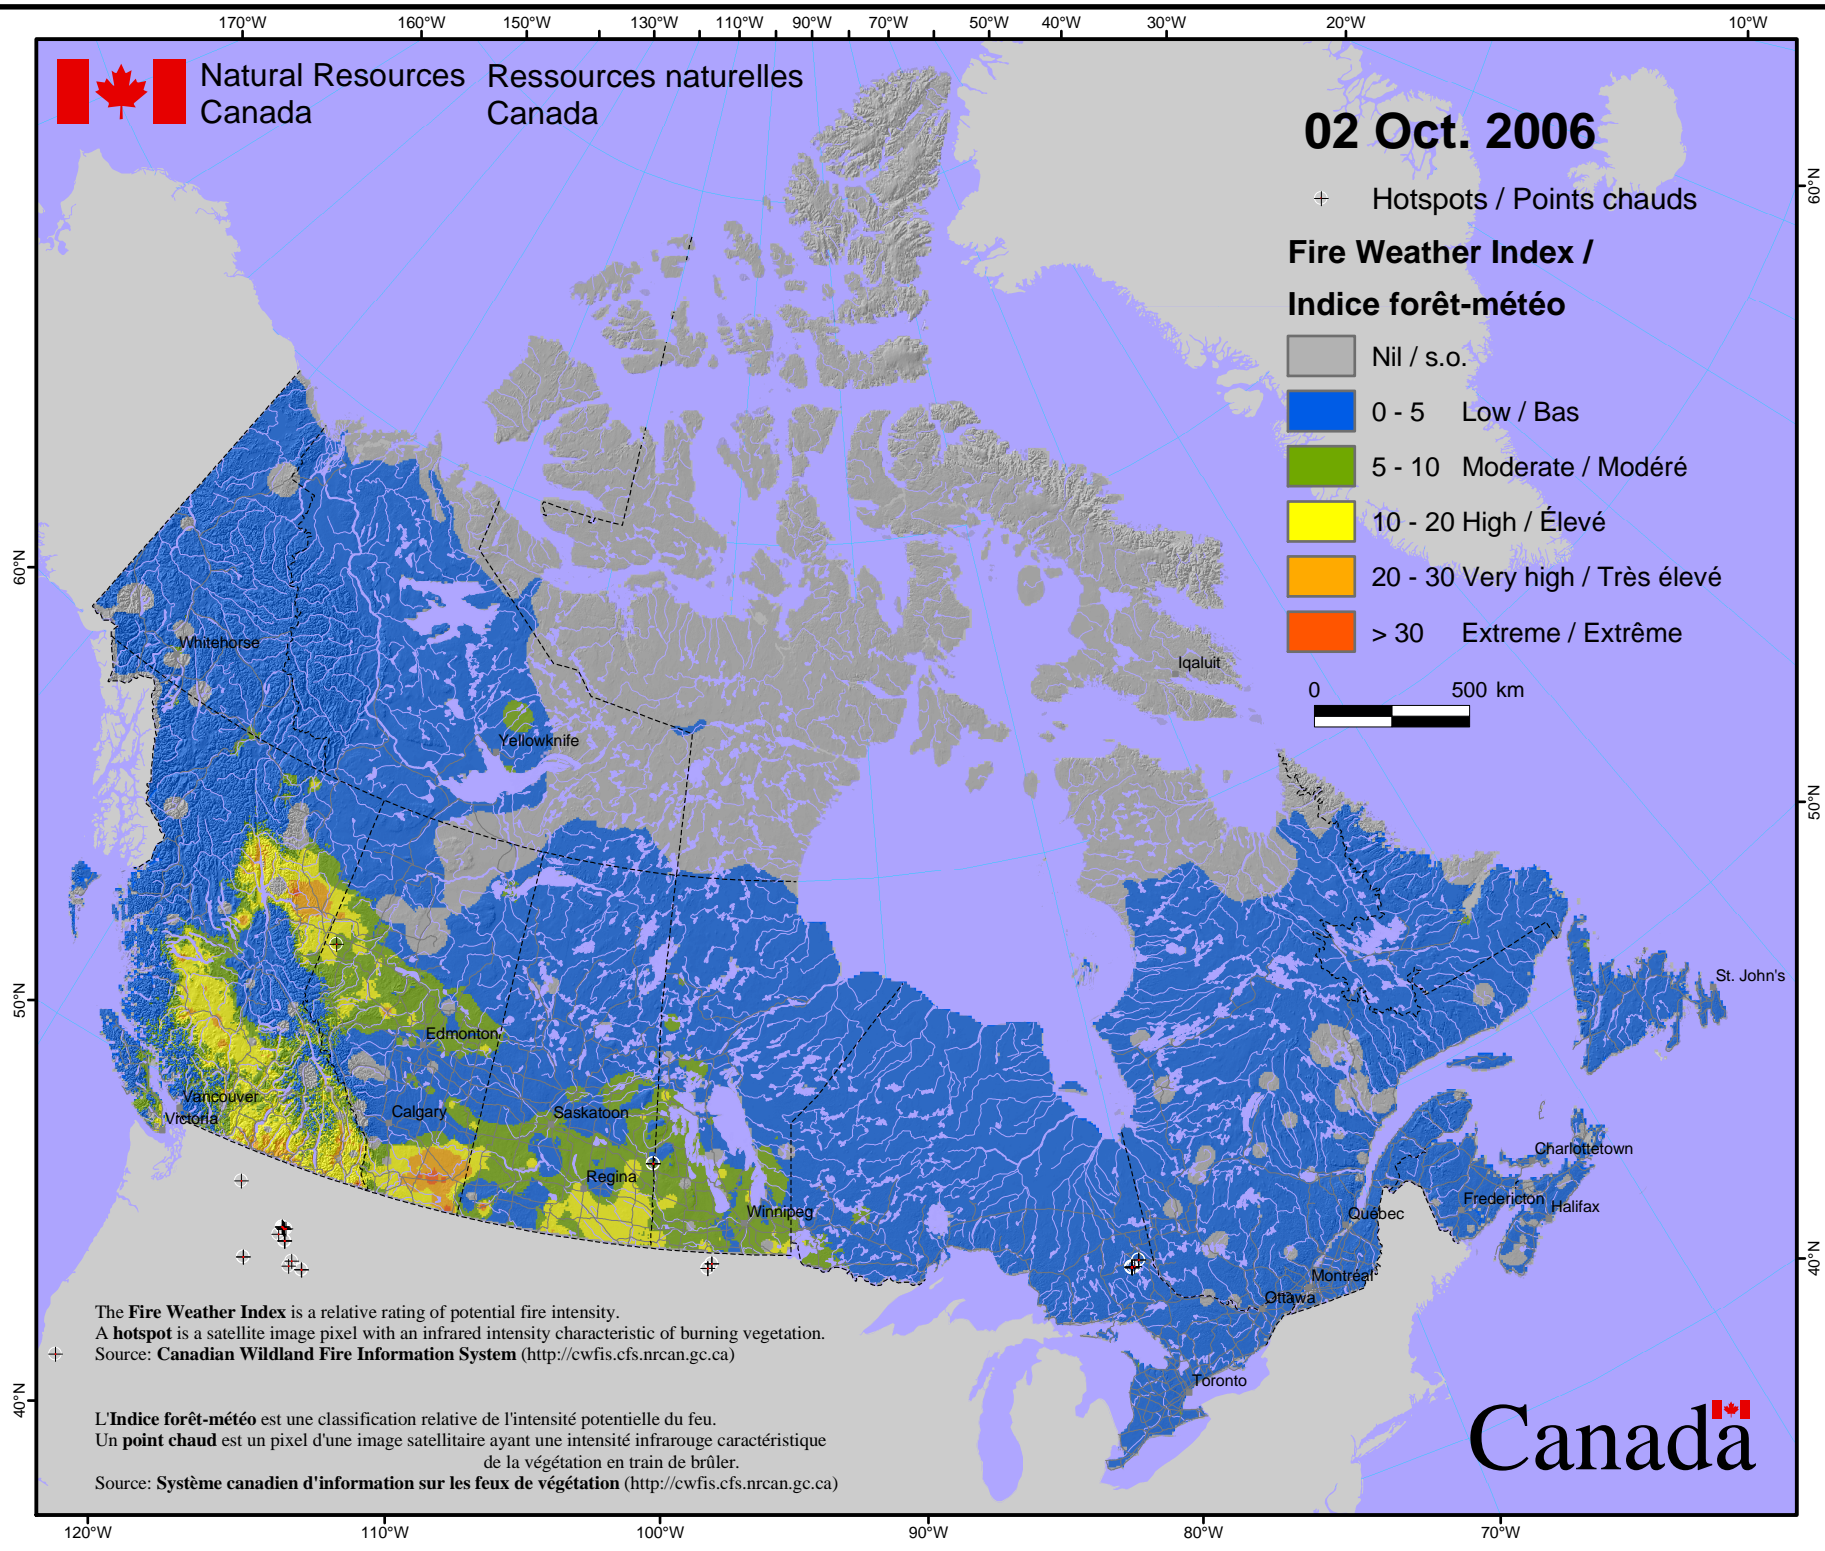 170°W 160°W 150°W 130°W 110°W 90°W 70°W 50°W 40°W 30°W 20°W 10°W
Natural Resources Canada
Ressources naturelles Canada
02 Oct. 2006
Hotspots / Points chauds
Fire Weather Index /
Indice forêt-météo
Nil / s.o.
0 - 5 Low / Bas
5 - 10 Moderate / Modéré
10 - 20 High / Élevé
20 - 30 Very high / Très élevé
> 30 Extreme / Extrême
0 500 km
60°N
60°N
50°N
50°N
40°N
40°N
Whitehorse
Iqaluit
Yellowknife
St. John's
Edmonton
Vancouver
Victoria
Calgary
Saskatoon
Regina
Winnipeg
Charlottetown
Fredericton
Halifax
Québec
Montréal
Ottawa
Toronto
The Fire Weather Index is a relative rating of potential fire intensity.
A hotspot is a satellite image pixel with an infrared intensity characteristic of burning vegetation.
Source: Canadian Wildland Fire Information System (http://cwfis.cfs.nrcan.gc.ca)
L'Indice forêt-météo est une classification relative de l'intensité potentielle du feu.
Un point chaud est un pixel d'une image satellitaire ayant une intensité infrarouge caractéristique
de la végétation en train de brûler.
Source: Système canadien d'information sur les feux de végétation (http://cwfis.cfs.nrcan.gc.ca)
Canada
120°W 110°W 100°W 90°W 80°W 70°W